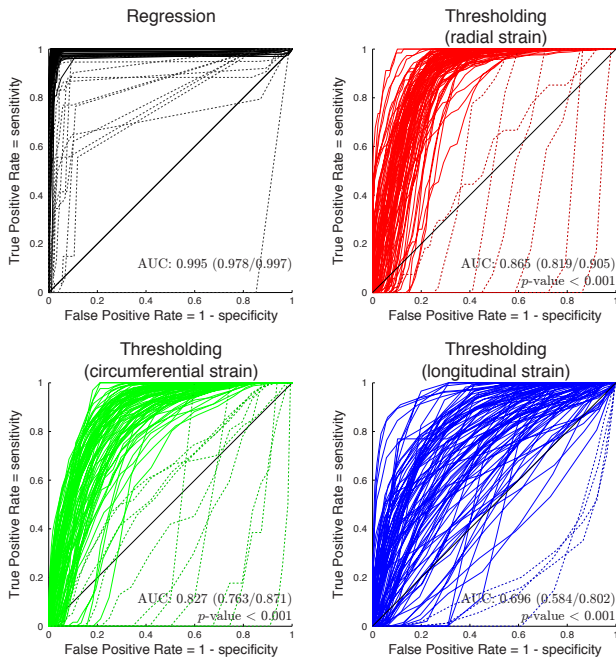 Regression
True Positive Rate = sensitivity
1
0.8
0.6
0.4
0.2
0
AUC: 0.995 (0.978/0.997)
0 0.2 0.4 0.6 0.8 1
False Positive Rate = 1 - specificity
Thresholding
(radial strain)
True Positive Rate = sensitivity
1
0.8
0.6
0.4
0.2
0
AUC: 0.865 (0.819/0.905)
p-value < 0.001
0 0.2 0.4 0.6 0.8 1
False Positive Rate = 1 - specificity
Thresholding
(circumferential strain)
True Positive Rate = sensitivity
1
0.8
0.6
0.4
0.2
0
AUC: 0.827 (0.763/0.871)
p-value < 0.001
0 0.2 0.4 0.6 0.8 1
False Positive Rate = 1 - specificity
Thresholding
(longitudinal strain)
True Positive Rate = sensitivity
1
0.8
0.6
0.4
0.2
0
AUC: 0.696 (0.584/0.802)
p-value < 0.001
0 0.2 0.4 0.6 0.8 1
False Positive Rate = 1 - specificity